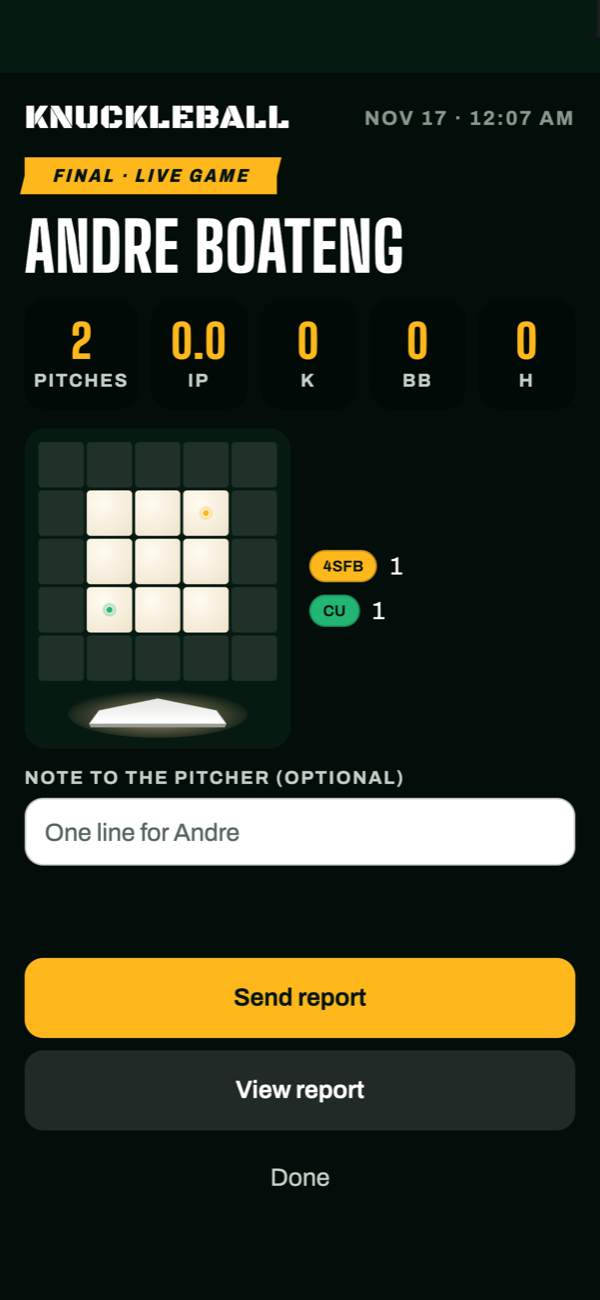 KNUCKLEBALL
NOV 17 · 12:07 AM
FINAL · LIVE GAME
ANDRE BOATENG
2
PITCHES
0.0
IP
0
K
0
BB
0
H
4SFB 1
CU 1
NOTE TO THE PITCHER (OPTIONAL)
One line for Andre
Send report
View report
Done